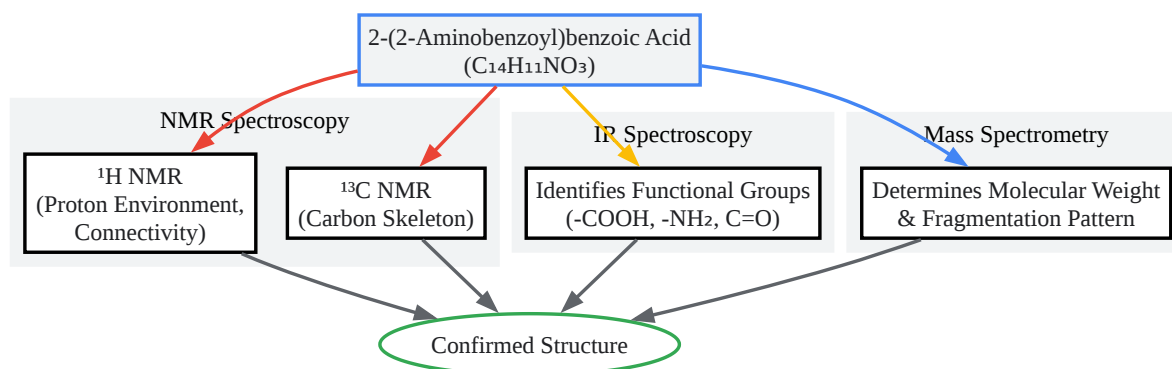 2-(2-Aminobenzoyl)benzoic Acid
(C₁₄H₁₁NO₃)
NMR Spectroscopy
IR Spectroscopy
Mass Spectrometry
¹H NMR
(Proton Environment,
Connectivity)
¹³C NMR
(Carbon Skeleton)
Identifies Functional Groups
(-COOH, -NH₂, C=O)
Determines Molecular Weight
& Fragmentation Pattern
Confirmed Structure